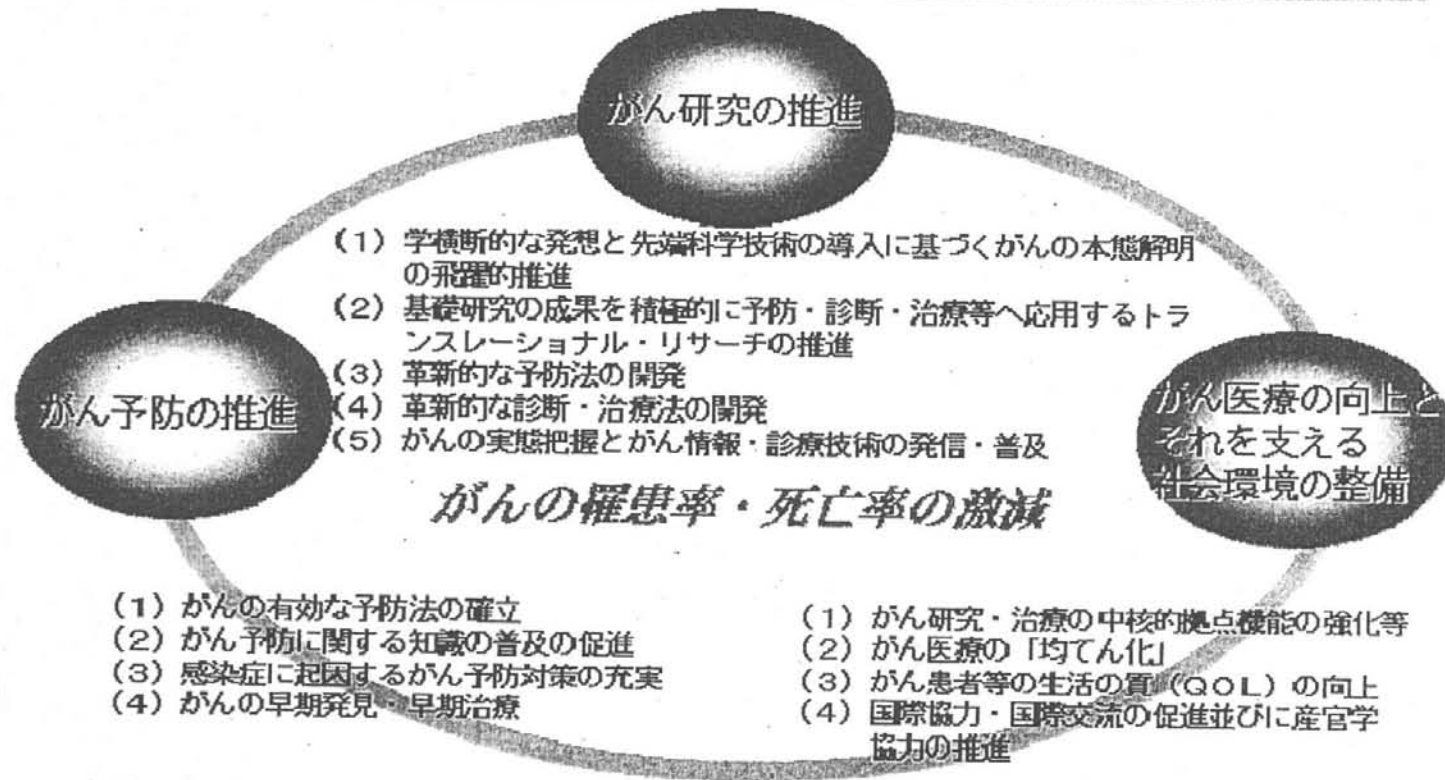 がん研究の推進
(1) 学横断的な発想と先端科学技術の導入に基づくがんの本態解明
の飛躍的推進
(2) 基礎研究の成果を積極的に予防・診断・治療等へ応用するトラ
ンスレーショナル・リサーチの推進
(3) 革新的な予防法の開発
(4) 革新的な診断・治療法の開発
(5) がんの実態把握とがん情報・診療技術の発信・普及
がん予防の推進
がん医療の向上と
それを支える
社会環境の整備
がんの罹患率・死亡率の激減
(1) がんの有効な予防法の確立
(2) がん予防に関する知識の普及の促進
(3) 感染症に起因するがん予防対策の充実
(4) がんの早期発見・早期治療
(1) がん研究・治療の中核的拠点機能の強化等
(2) がん医療の「均てん化」
(3) がん患者等の生活の質(QOL)の向上
(4) 国際協力・国際交流の促進並びに産官学
協力の推進